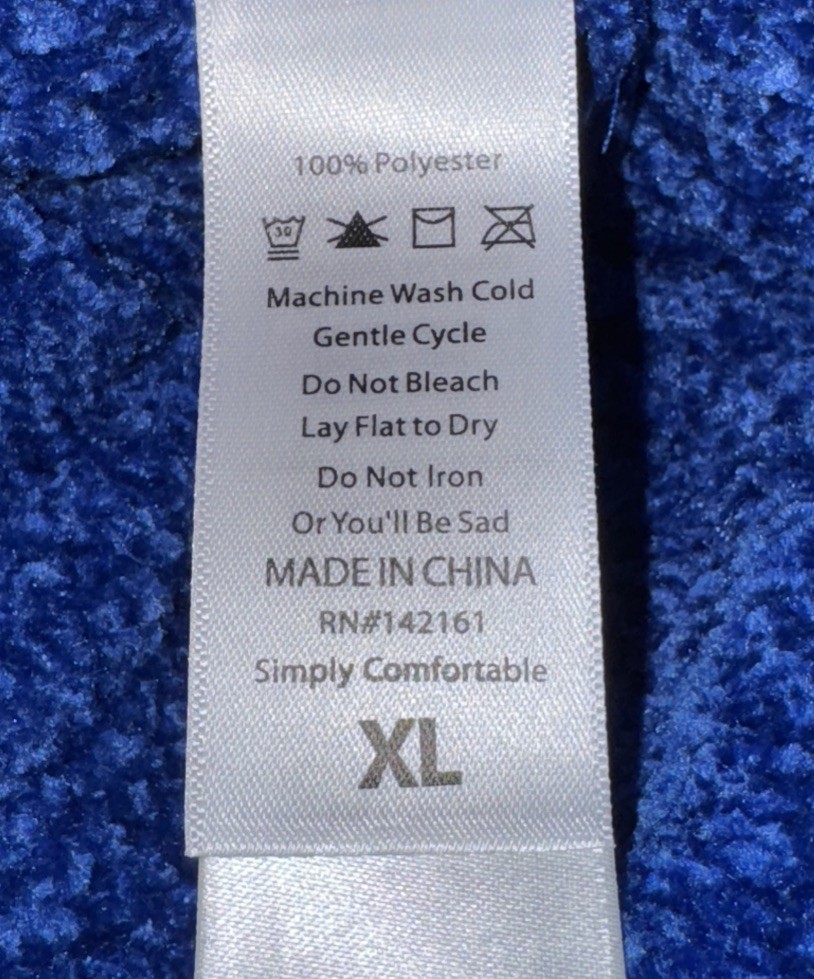 100% Polyester
30
Machine Wash Cold
Gentle Cycle
Do Not Bleach
Lay Flat to Dry
Do Not Iron
Or You'll Be Sad
MADE IN CHINA
RN#142161
Simply Comfortable
XL